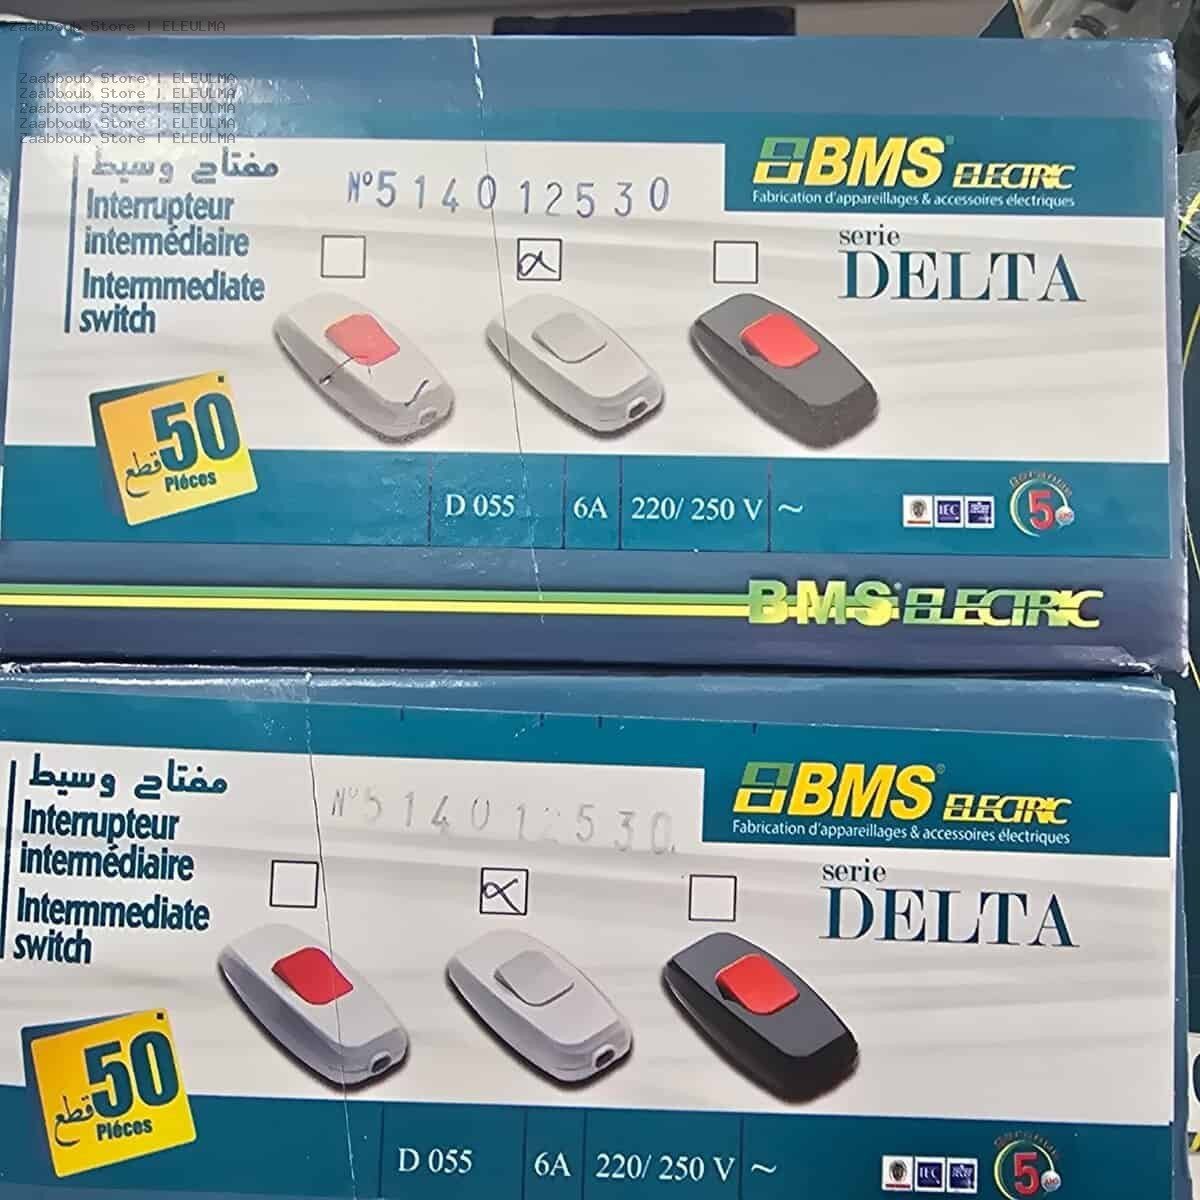 Zaabboub Store | ELEULMA
Zaabboub Store | ELEULMA
Zaabboub Store | ELEULMA
Zaabboub Store | ELEULMA
Zaabboub Store | ELEULMA
Zaabboub Store | ELEULMA
مفتاح وسيط
Interrupteur
intermédiaire
Intermmediate
switch
N° 514012530
BMS ELECTRIC
Fabrication d'appareillages & accessoires électriques
serie
DELTA
50
قطع
Piéces
D 055
6A
220/ 250 V ~
IEC
5
BMS ELECTRIC
مفتاح وسيط
Interrupteur
intermédiaire
Intermmediate
switch
N° 514012530
BMS ELECTRIC
Fabrication d'appareillages & accessoires électriques
serie
DELTA
50
قطع
Piéces
D 055
6A
220/ 250 V ~
IEC
5